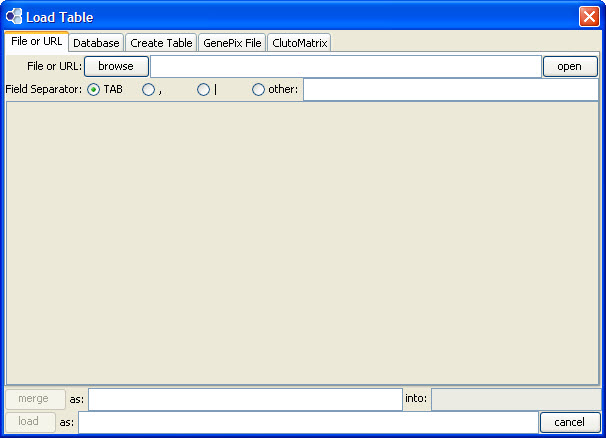 Load Table
File or URL Database Create Table GenePix File ClutoMatrix
File or URL: browse open
Field Separator: TAB , | other:
merge as: into:
load as: cancel